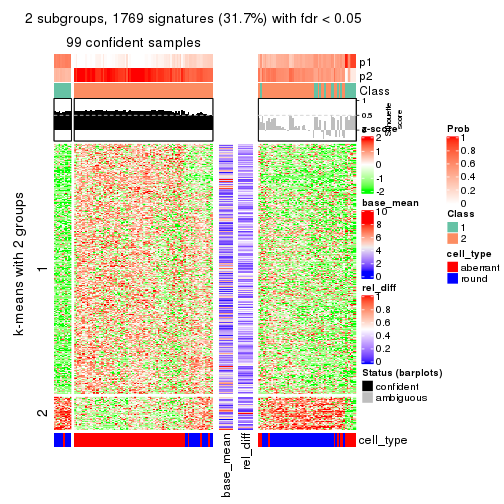 2 subgroups, 1769 signatures (31.7%) with fdr < 0.05
99 confident samples
p1
p2
Class
1
0.5
0
Silhouette
score
k-means with 2 groups
1
2
base_mean
rel_diff
cell_type
z-score
2
1
0
-1
-2
base_mean
10
8
6
4
2
0
rel_diff
1
0.8
0.6
0.4
0.2
0
Status (barplots)
confident
ambiguous
Prob
1
0.8
0.6
0.4
0.2
0
Class
1
2
cell_type
aberrant
round